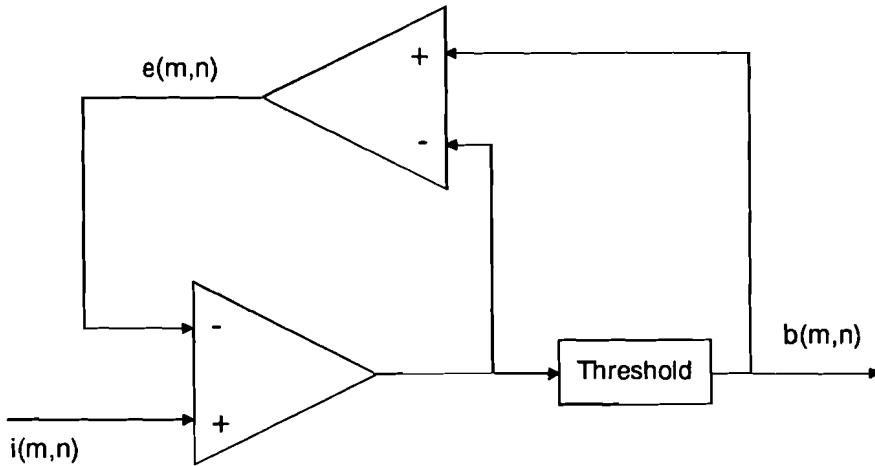 e(m,n)
+
-
-
+
i(m,n)
Threshold
b(m,n)